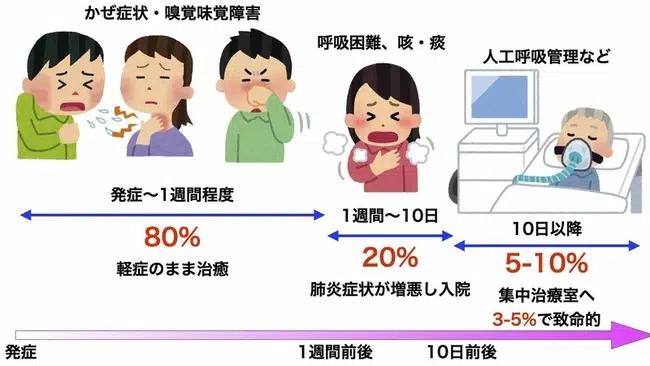 かぜ症状・嗅覚味覚障害
呼吸困難、咳・痰
人工呼吸管理など
発症〜1週間程度
80%
軽症のまま治癒
1週間〜10日
20%
肺炎症状が増悪し入院
10日以降
5-10%
集中治療室へ
3-5%で致命的
発症
1週間前後
10日前後